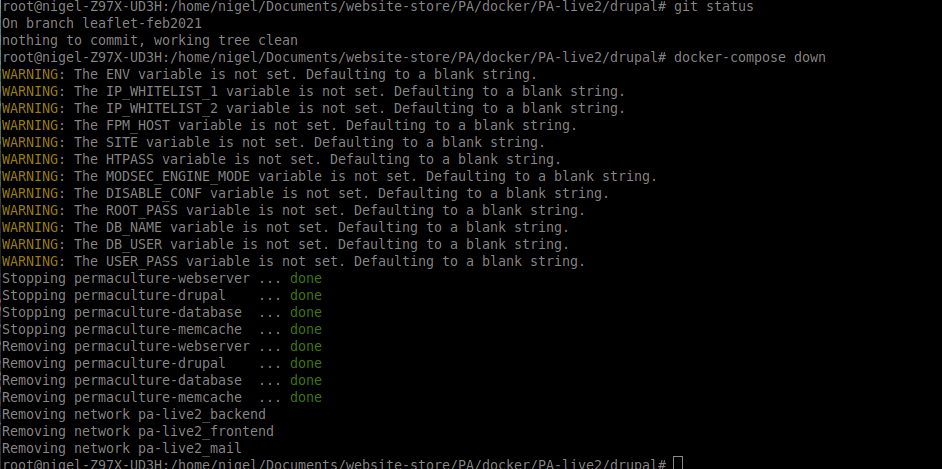 root@nigel-Z97X-UD3H:/home/nigel/Documents/website-store/PA/docker/PA-live2/drupal# git status
On branch leaflet-feb2021
nothing to commit, working tree clean
root@nigel-Z97X-UD3H:/home/nigel/Documents/website-store/PA/docker/PA-live2/drupal# docker-compose down
WARNING: The ENV variable is not set. Defaulting to a blank string.
WARNING: The IP_WHITELIST_1 variable is not set. Defaulting to a blank string.
WARNING: The IP_WHITELIST_2 variable is not set. Defaulting to a blank string.
WARNING: The FPM_HOST variable is not set. Defaulting to a blank string.
WARNING: The SITE variable is not set. Defaulting to a blank string.
WARNING: The HTPASS variable is not set. Defaulting to a blank string.
WARNING: The MODSEC_ENGINE_MODE variable is not set. Defaulting to a blank string.
WARNING: The DISABLE_CONF variable is not set. Defaulting to a blank string.
WARNING: The ROOT_PASS variable is not set. Defaulting to a blank string.
WARNING: The DB_NAME variable is not set. Defaulting to a blank string.
WARNING: The DB_USER variable is not set. Defaulting to a blank string.
WARNING: The USER_PASS variable is not set. Defaulting to a blank string.
Stopping permaculture-webserver ... done
Stopping permaculture-drupal    ... done
Stopping permaculture-database  ... done
Stopping permaculture-memcache  ... done
Removing permaculture-webserver ... done
Removing permaculture-drupal    ... done
Removing permaculture-database  ... done
Removing permaculture-memcache  ... done
Removing network pa-live2_backend
Removing network pa-live2_frontend
Removing network pa-live2_mail
root@nigel-Z97X-UD3H:/home/nigel/Documents/website-store/PA/docker/PA-live2/drupal#